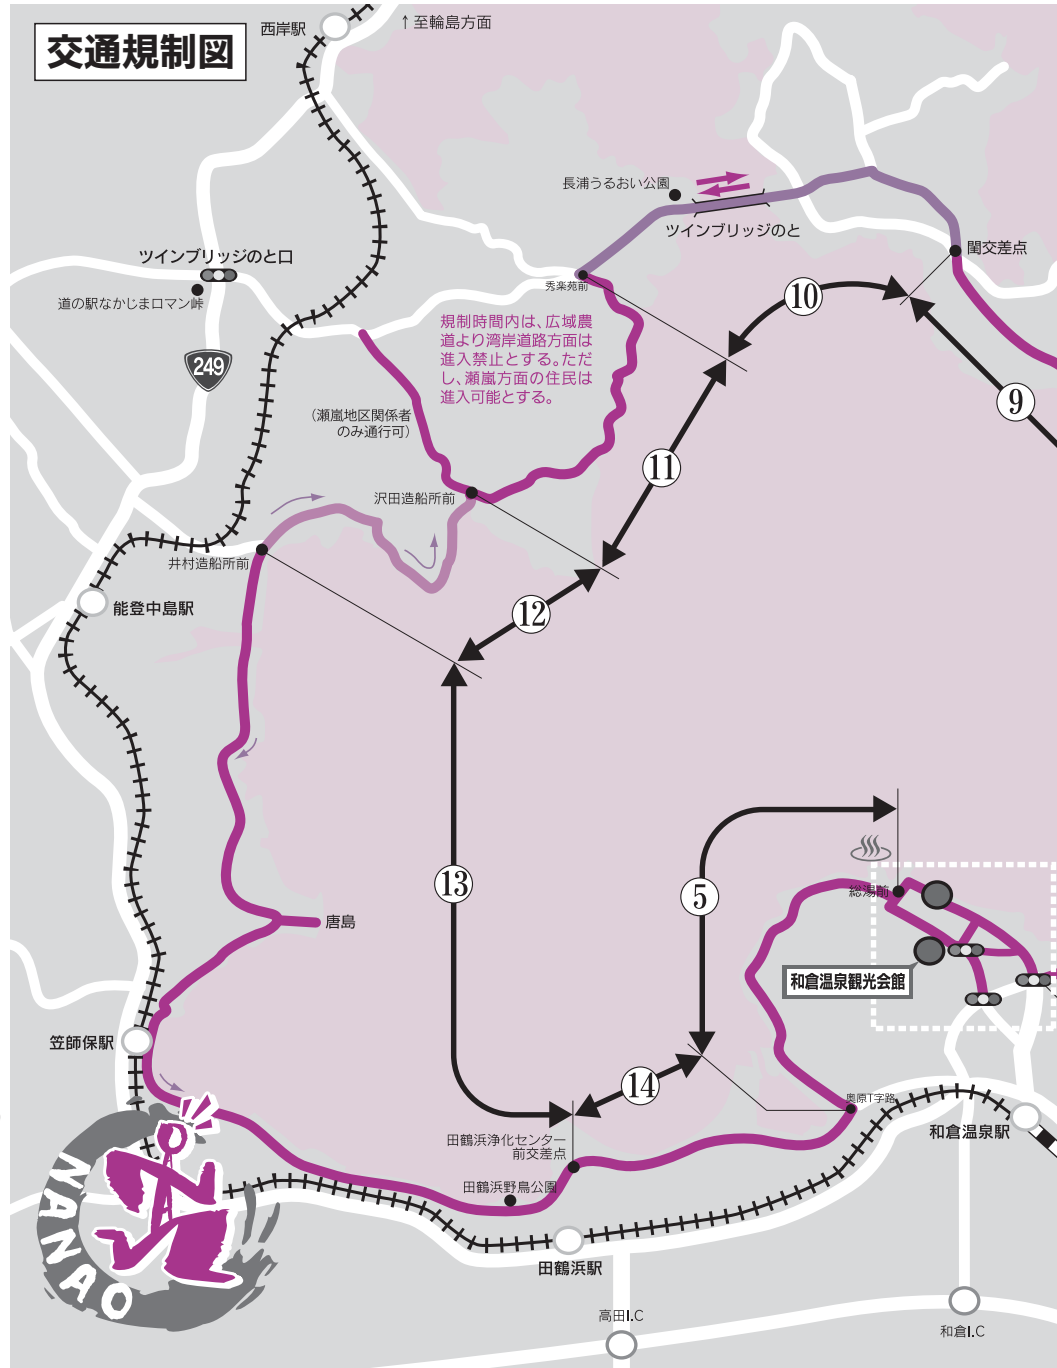 交通規制図
西岸駅
↑至輪島方面
長浦うるおい公園
ツインブリッジのと
閨交差点
ツインブリッジのと口
道の駅なかじまロマン峠
秀楽苑前
規制時間内は、広域農
道より湾岸道路方面は
進入禁止とする。ただ
し、瀬嵐方面の住民は
進入可能とする。
249
(瀬嵐地区関係者
のみ通行可)
⑩
⑨
⑪
沢田造船所前
井村造船所前
能登中島駅
⑫
⑬
⑤
総湯前
唐島
和倉温泉観光会館
笠師保駅
⑭
奥原T字路
和倉温泉駅
田鶴浜浄化センター
前交差点
田鶴浜野鳥公園
NANAO
田鶴浜駅
高田I.C
和倉I.C